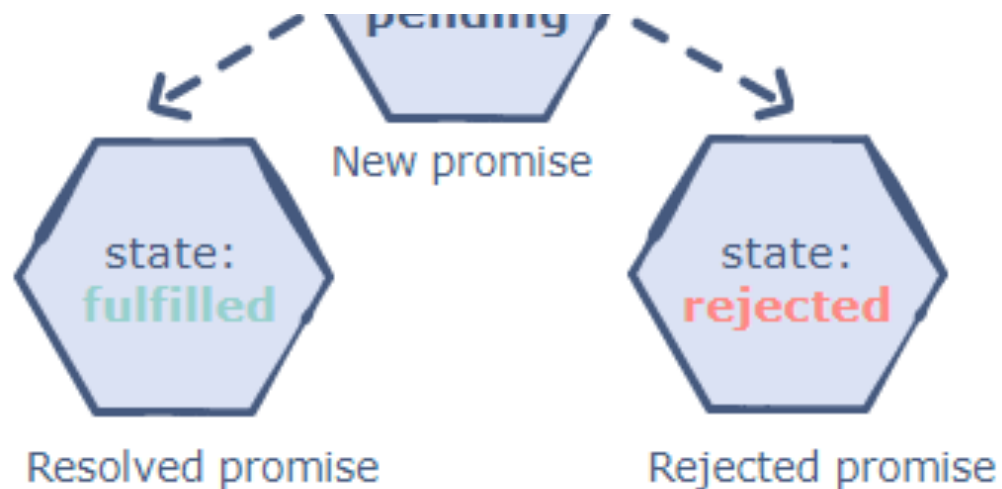 pending
New promise
state:
fulfilled
state:
rejected
Resolved promise
Rejected promise